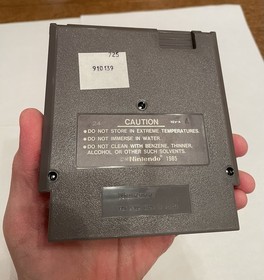 725
910119
CAUTION
●DO NOT STORE IN EXTREME TEMPERATURES.
●DO NOT IMMERSE IN WATER.
●DO NOT CLEAN WITH BENZENE, THINNER,
ALCOHOL OR OTHER SUCH SOLVENTS.
©Nintendo® 1985